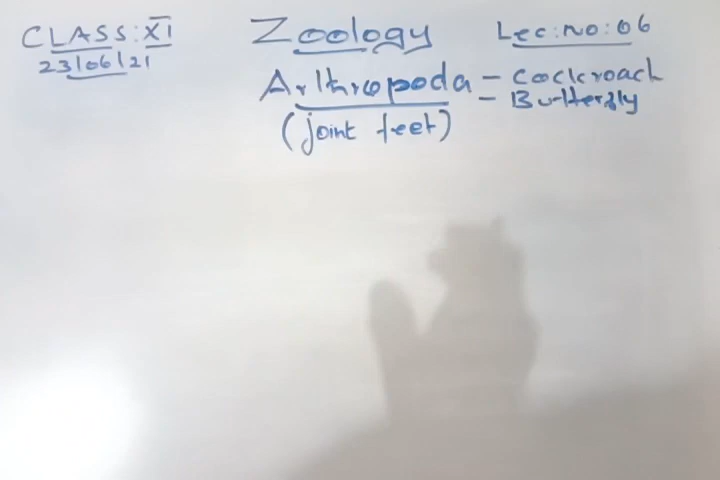 CLASS: XI Zoology Lec: no: 06
23/06/21
Arthropoda - Cockroach
- Butterfly
(joint feet)